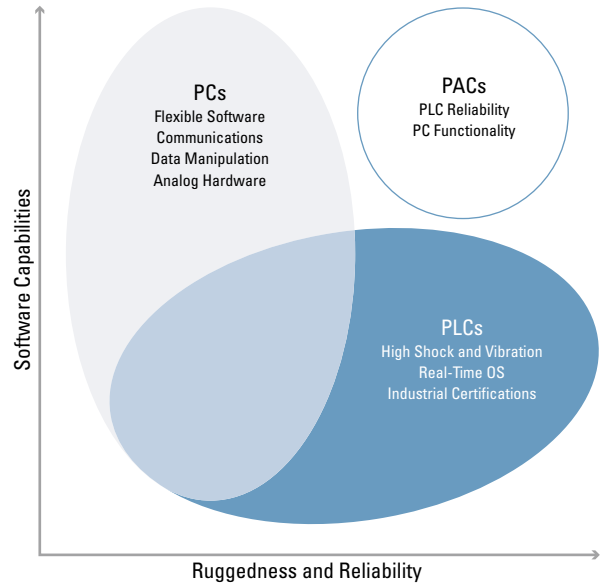 PCs
Flexible Software
Communications
Data Manipulation
Analog Hardware
PACs
PLC Reliability
PC Functionality
PLCs
High Shock and Vibration
Real-Time OS
Industrial Certifications
Software Capabilities
Ruggedness and Reliability